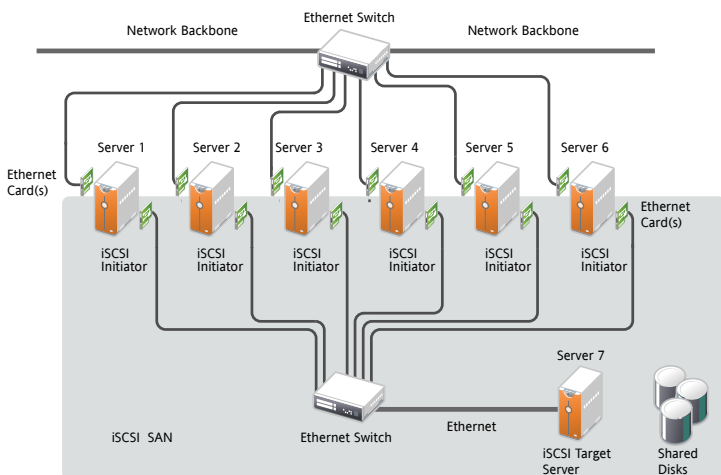 Ethernet Switch
Network Backbone
Network Backbone
Server 1
Server 2
Server 3
Server 4
Server 5
Server 6
Ethernet
Card(s)
Ethernet
Card(s)
iSCSI
Initiator
iSCSI
Initiator
iSCSI
Initiator
iSCSI
Initiator
iSCSI
Initiator
iSCSI
Initiator
Server 7
Ethernet
iSCSI SAN
Ethernet Switch
iSCSI Target
Server
Shared
Disks